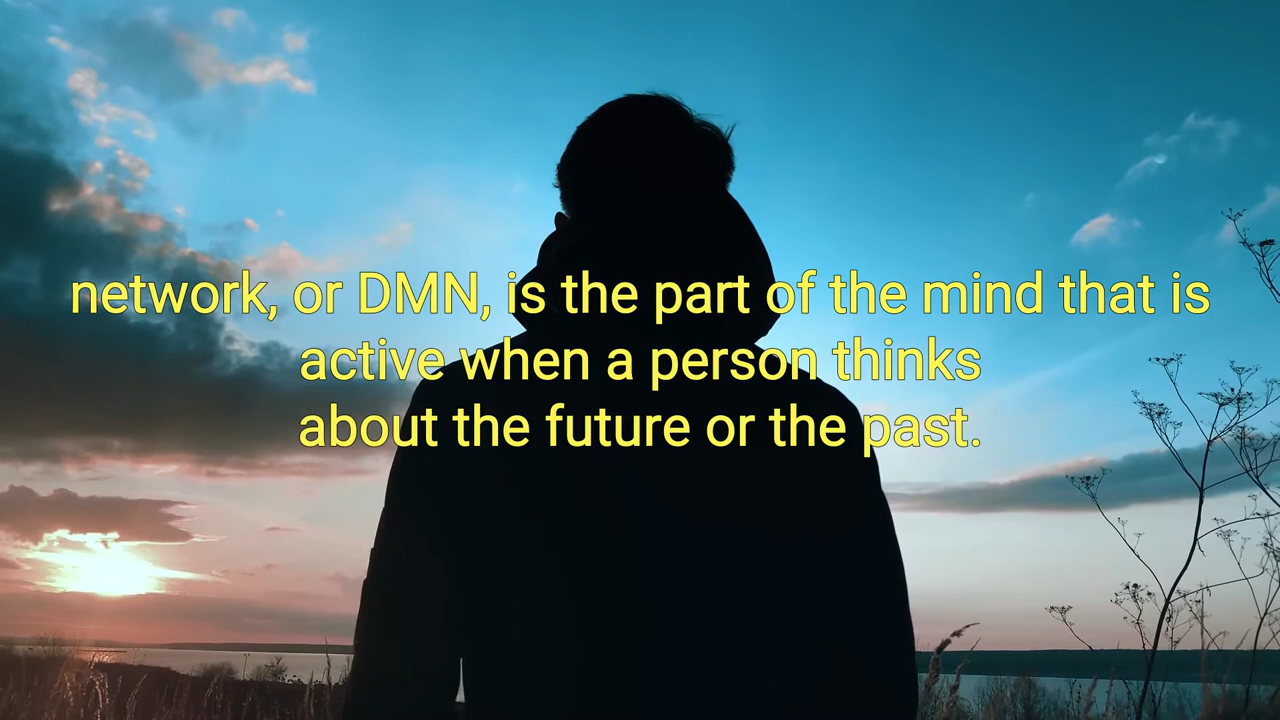 network, or DMN, is the part of the mind that is
active when a person thinks
about the future or the past.